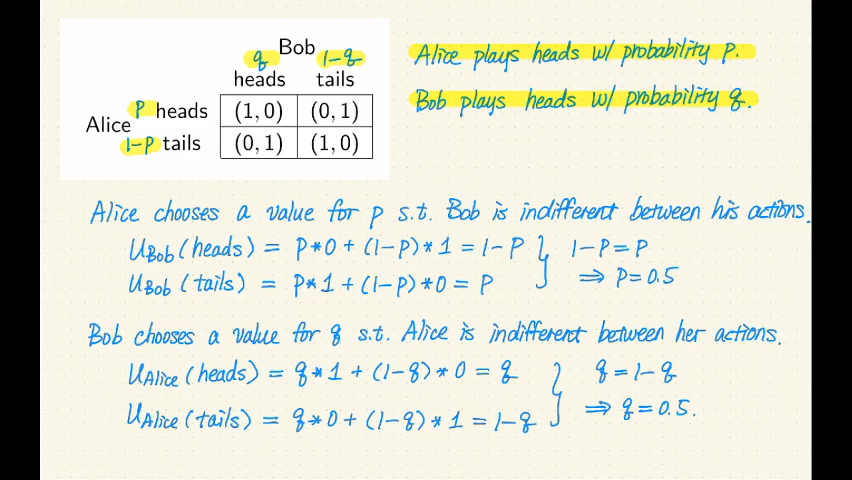 Bob
q 1-q
heads tails
Alice
p heads (1, 0) (0, 1)
1-p tails (0, 1) (1, 0)
Alice plays heads w/ probability p.
Bob plays heads w/ probability q.
Alice chooses a value for p s.t. Bob is indifferent between his actions.
U_Bob (heads) = p*0 + (1-p)*1 = 1-p } 1-p = p
U_Bob (tails) = p*1 + (1-p)*0 = p ⇒ p = 0.5
Bob chooses a value for q s.t. Alice is indifferent between her actions.
U_Alice (heads) = q*1 + (1-q)*0 = q } q = 1-q
U_Alice (tails) = q*0 + (1-q)*1 = 1-q ⇒ q = 0.5.